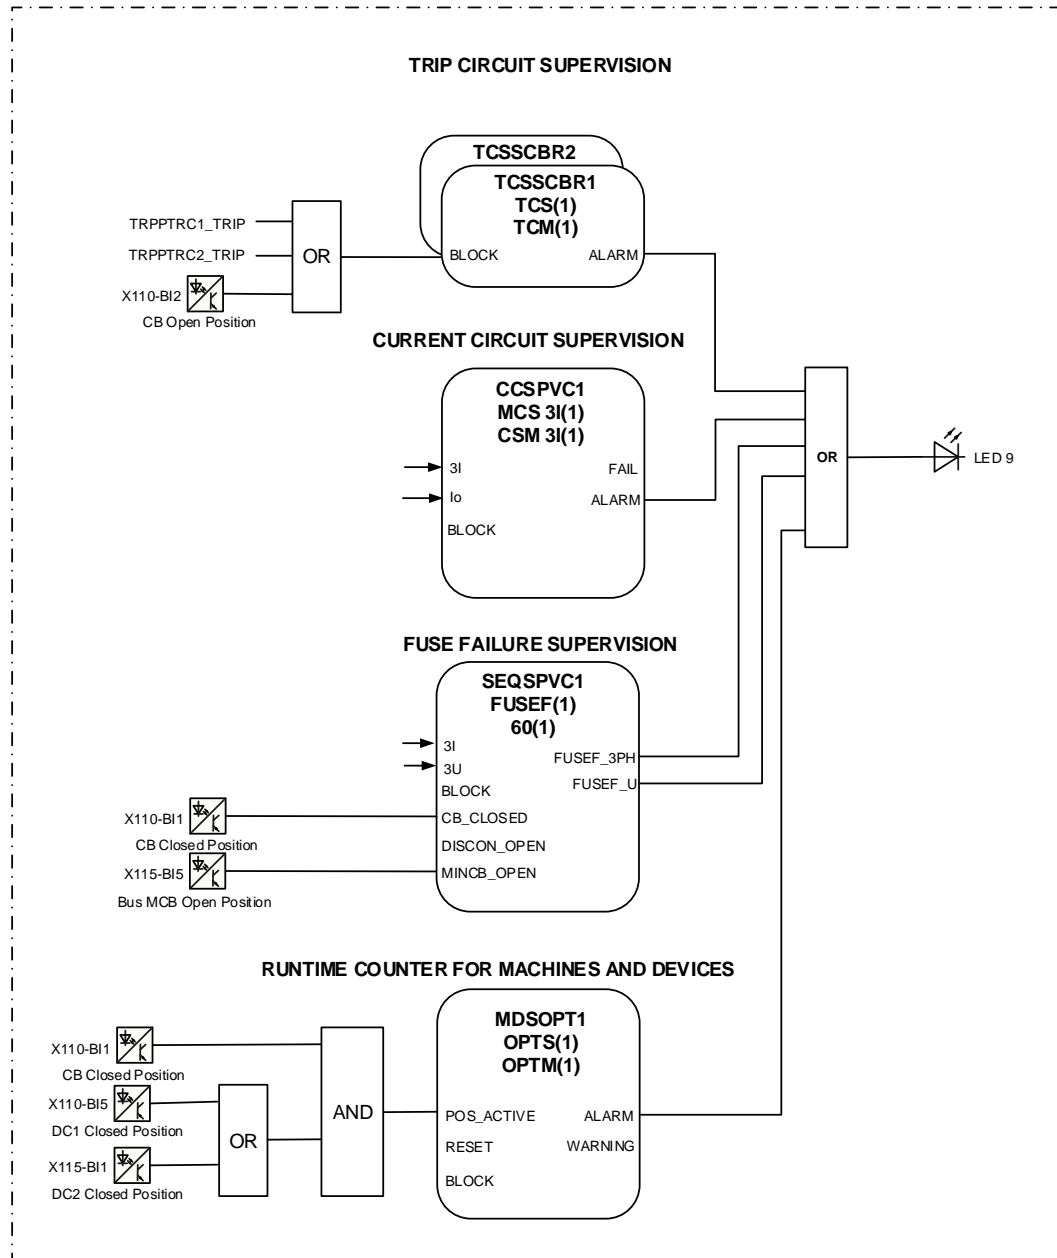 TRIP CIRCUIT SUPERVISION
TCSSCBR2
TCSSCBR1
TCS(1)
TCM(1)
TRPPTRC1_TRIP
TRPPTRC2_TRIP
OR
BLOCK
ALARM
X110-BI2
CB Open Position
CURRENT CIRCUIT SUPERVISION
CCSPVC1
MCS 3I(1)
CSM 3I(1)
3I
FAIL
Io
ALARM
BLOCK
OR
LED 9
FUSE FAILURE SUPERVISION
SEQSPVC1
FUSEF(1)
60(1)
3I
FUSEF_3PH
3U
FUSEF_U
BLOCK
X110-BI1
CB_CLOSED
CB Closed Position
DISCON_OPEN
X115-BI5
MINCB_OPEN
Bus MCB Open Position
RUNTIME COUNTER FOR MACHINES AND DEVICES
MDSOPT1
OPTS(1)
OPTM(1)
X110-BI1
CB Closed Position
X110-BI5
DC1 Closed Position
OR
AND
POS_ACTIVE
ALARM
RESET
WARNING
X115-BI1
BLOCK
DC2 Closed Position